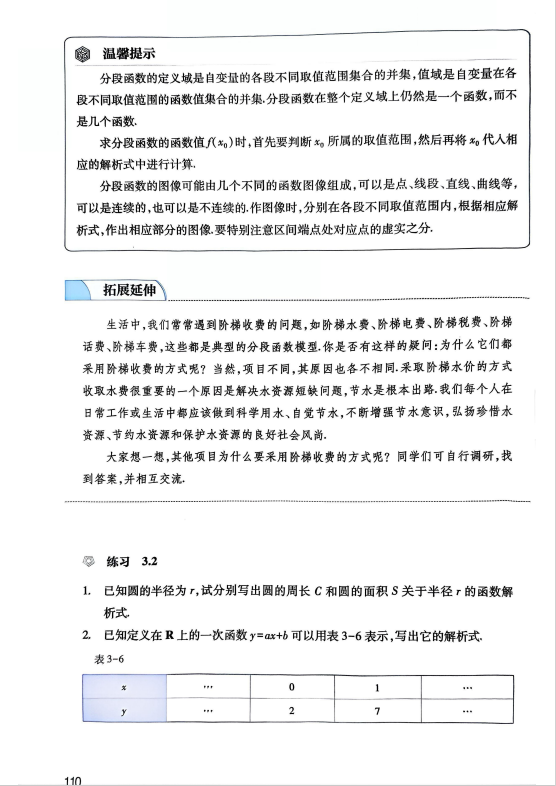 温馨提示
分段函数的定义域是自变量的各段不同取值范围集合的并集,值域是自变量在各
段不同取值范围的函数值集合的并集.分段函数在整个定义域上仍然是一个函数,而不
是几个函数.
求分段函数的函数值f(x₀)时,首先要判断x₀所属的取值范围,然后再将x₀代入相
应的解析式中进行计算.
分段函数的图像可能由几个不同的函数图像组成,可以是点、线段、直线、曲线等,
可以是连续的,也可以是不连续的.作图像时,分别在各段不同取值范围内,根据相应解
析式,作出相应部分的图像.要特别注意区间端点处对应点的虚实之分.
拓展延伸
生活中,我们常常遇到阶梯收费的问题,如阶梯水费、阶梯电费、阶梯税费、阶梯
话费、阶梯车费,这些都是典型的分段函数模型.你是否有这样的疑问:为什么它们都
采用阶梯收费的方式呢?当然,项目不同,其原因也各不相同.采取阶梯水价的方式
收取水费很重要的一个原因是解决水资源短缺问题,节水是根本出路.我们每个人在
日常工作或生活中都应该做到科学用水、自觉节水,不断增强节水意识,弘扬珍惜水
资源、节约水资源和保护水资源的良好社会风尚.
大家想一想,其他项目为什么要采用阶梯收费的方式呢?同学们可自行调研,找
到答案,并相互交流.
练习 3.2
1. 已知圆的半径为r,试分别写出圆的周长C和圆的面积S关于半径r的函数解
析式.
2. 已知定义在R上的一次函数y=ax+b可以用表3-6表示,写出它的解析式.
表3-6
x … 0 1 …
y … 2 7 …
110